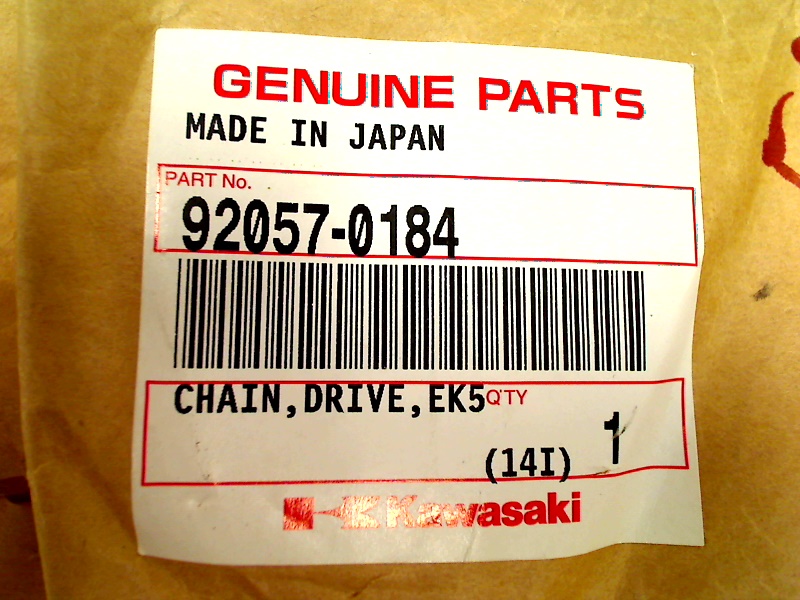 GENUINE PARTS
MADE IN JAPAN
PART No.
92057-0184
CHAIN,DRIVE,EK5
Q'TY
1
(14I)
Kawasaki